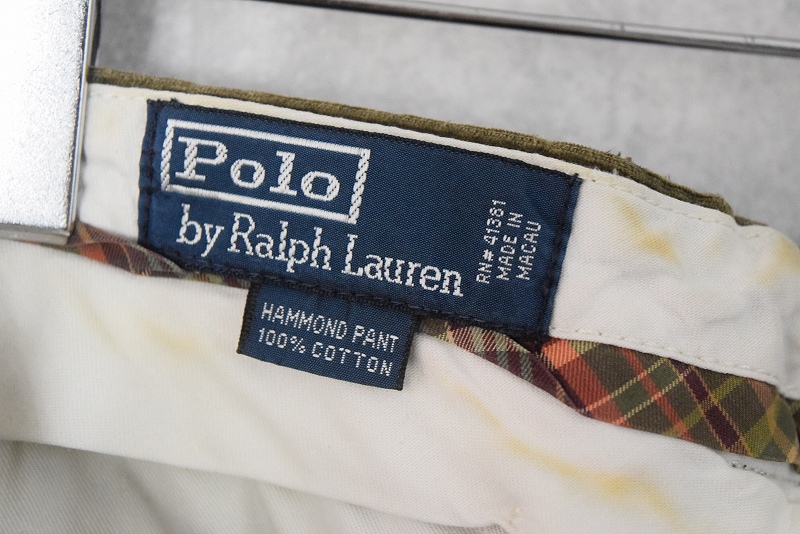 Polo
by Ralph Lauren
RN# 41381
MADE IN
MACAU
HAMMOND PANT
100% COTTON